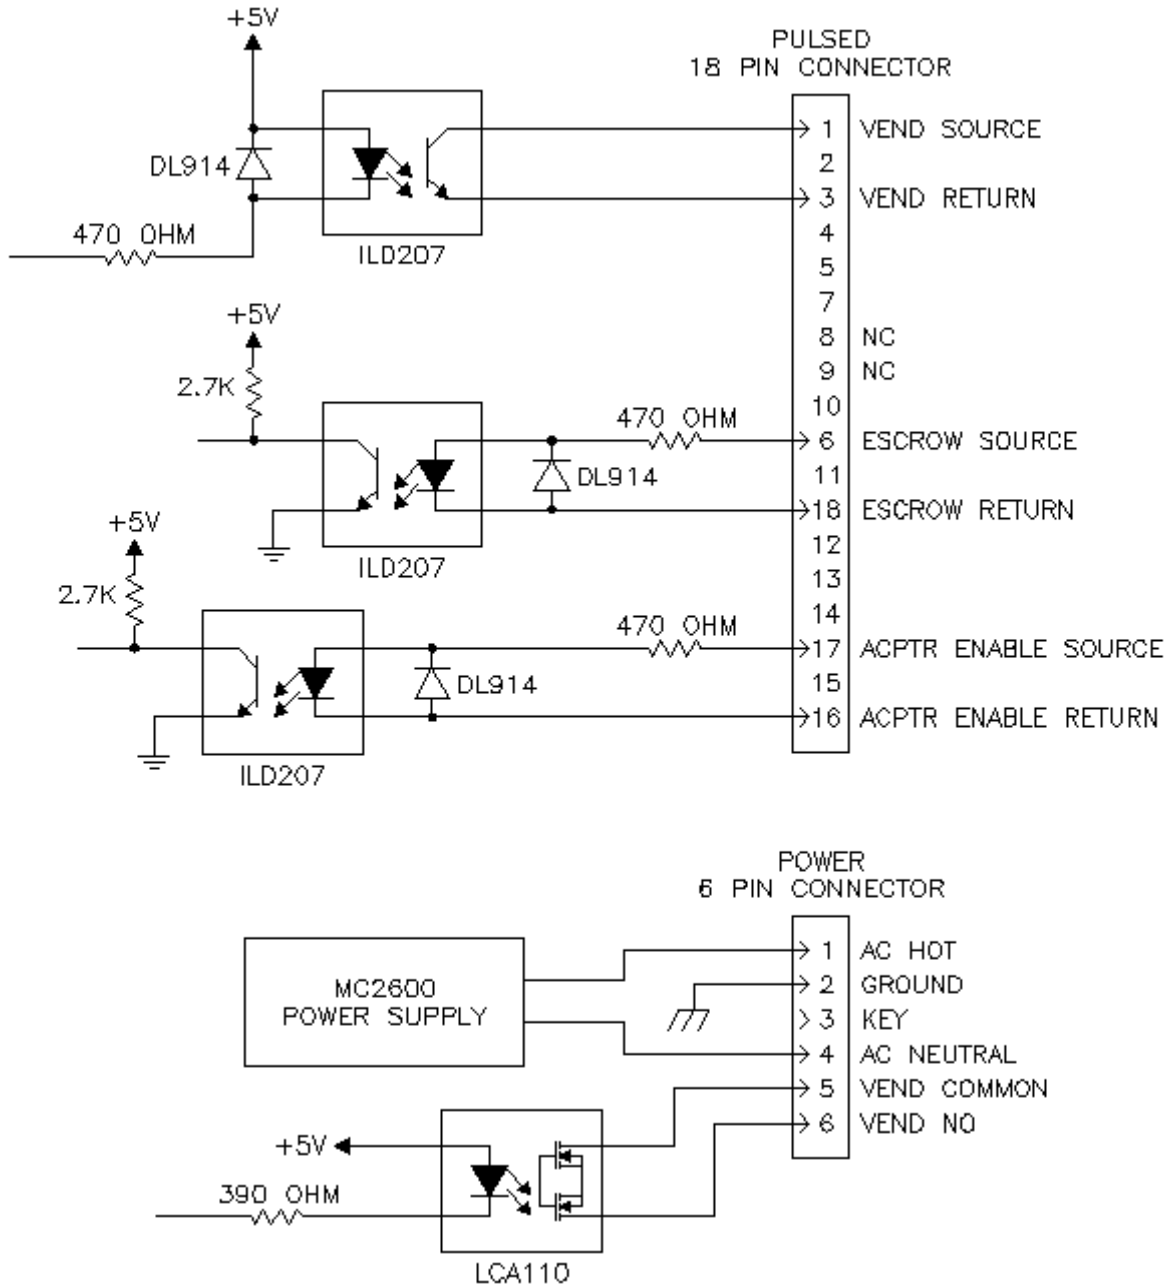 +5V
PULSED
18 PIN CONNECTOR
1 VEND SOURCE
DL914
2
3 VEND RETURN
470 OHM
4
ILD207
5
7
+5V
8 NC
2.7K
9 NC
10
470 OHM
6 ESCROW SOURCE
11
DL914
18 ESCROW RETURN
+5V
12
ILD207
13
2.7K
14
470 OHM
17 ACPTR ENABLE SOURCE
15
DL914
16 ACPTR ENABLE RETURN
ILD207
POWER
6 PIN CONNECTOR
1 AC HOT
MC2600
POWER SUPPLY
2 GROUND
3 KEY
4 AC NEUTRAL
5 VEND COMMON
6 VEND NO
+5V
390 OHM
LCA110